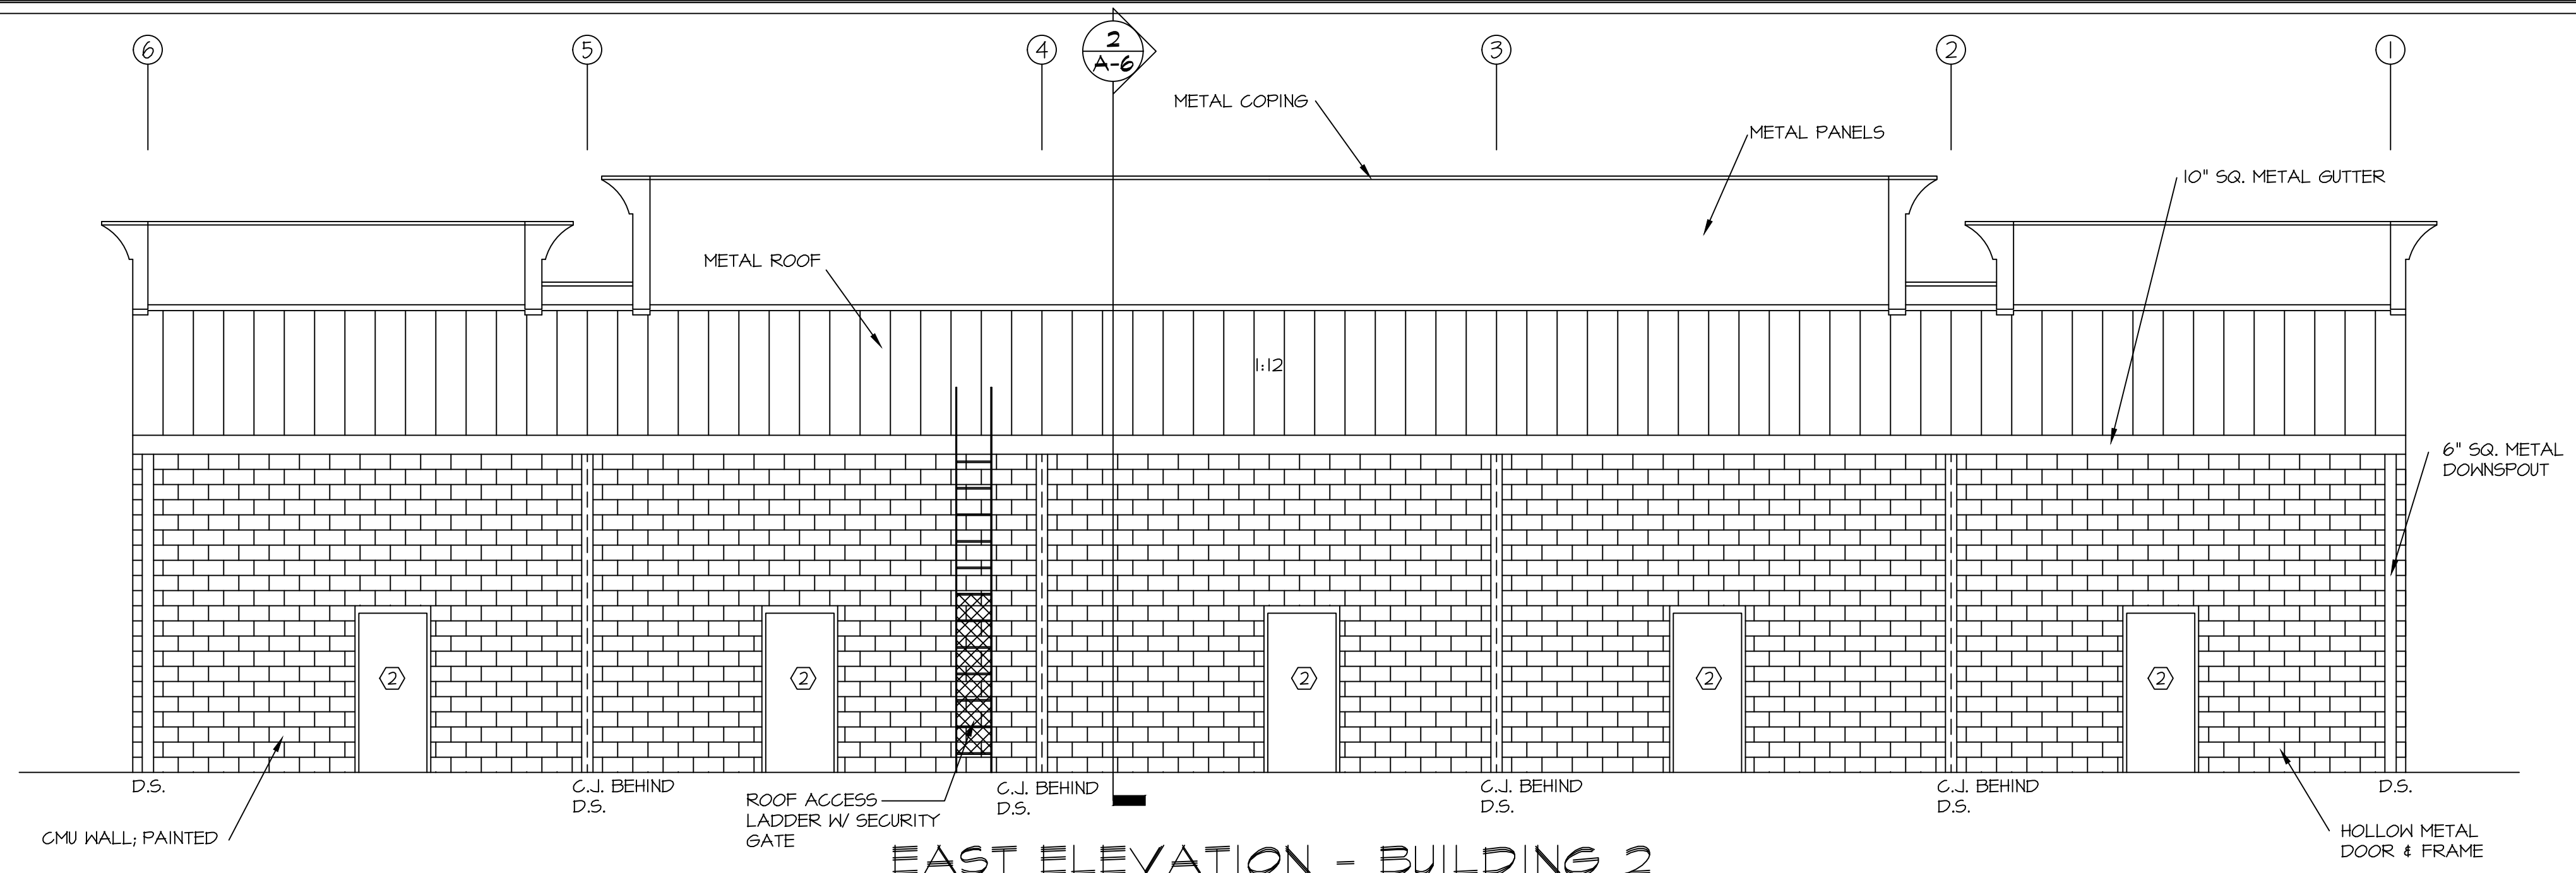 6
5
4
2
A-6
3
2
1
METAL COPING
METAL PANELS
10" SQ. METAL GUTTER
METAL ROOF
1:12
6" SQ. METAL
DOWNSPOUT
2
2
2
2
2
D.S.
C.J. BEHIND
D.S.
ROOF ACCESS
LADDER W/ SECURITY
GATE
C.J. BEHIND
D.S.
C.J. BEHIND
D.S.
C.J. BEHIND
D.S.
D.S.
CMU WALL; PAINTED
HOLLOW METAL
DOOR & FRAME
EAST ELEVATION - BUILDING 2